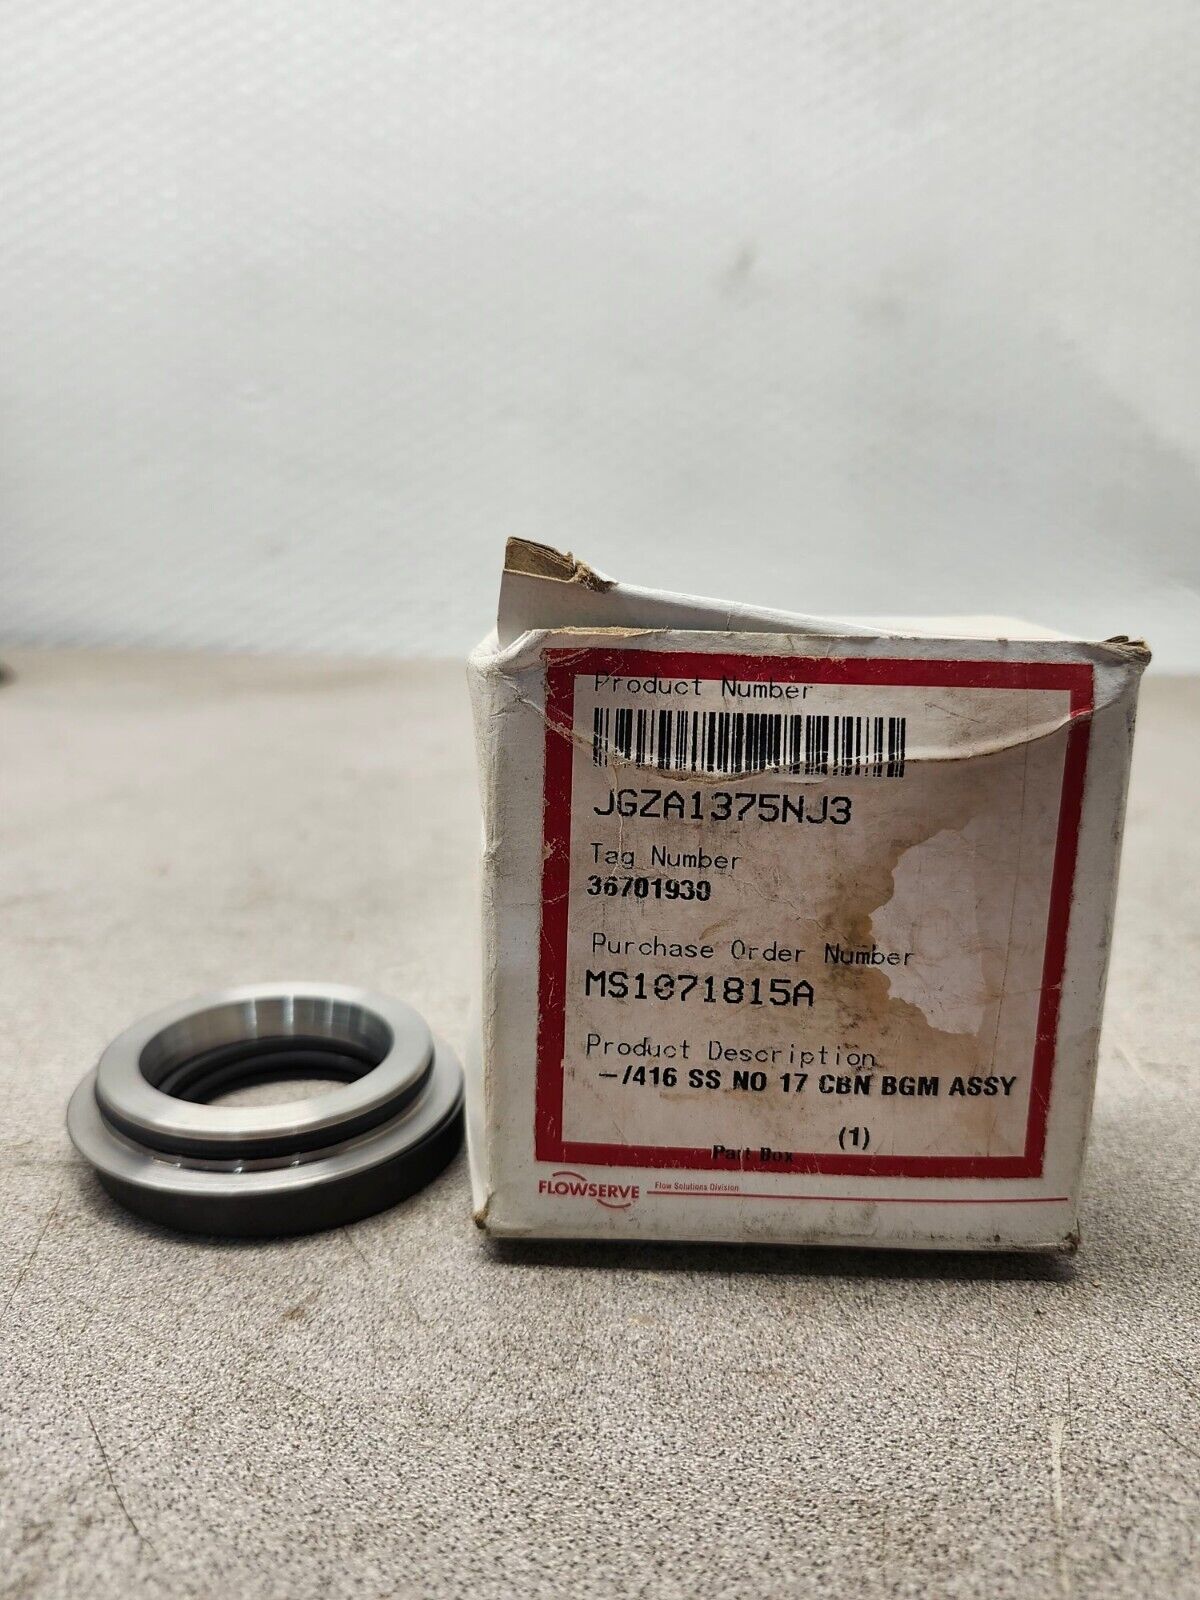 Product Number
JGZA1375NJ3
Tag Number
36701930
Purchase Order Number
MS1071815A
Product Description
-/416 SS NO 17 CBN BGM ASSY
(1)
Part Box
FLOWSERVE
Flow Solutions Division